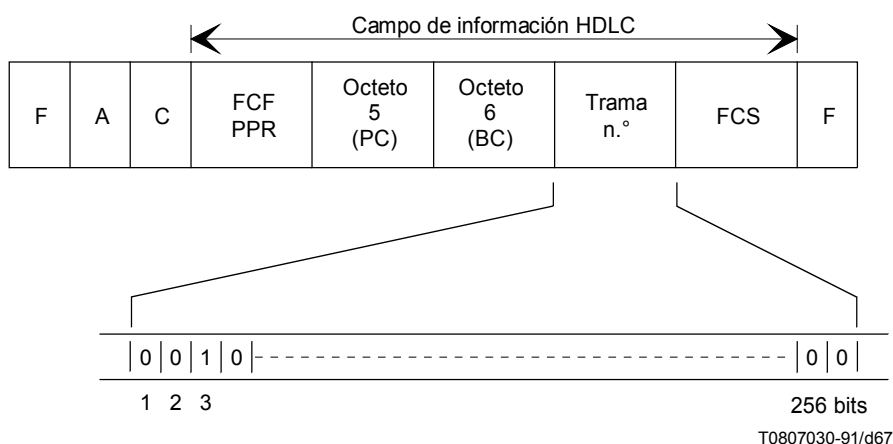 Campo de información HDLC
F A C FCF PPR Octeto 5 (PC) Octeto 6 (BC) Trama n.° FCS F
0 0 1 0 0 0
1 2 3 256 bits
T0807030-91/d67